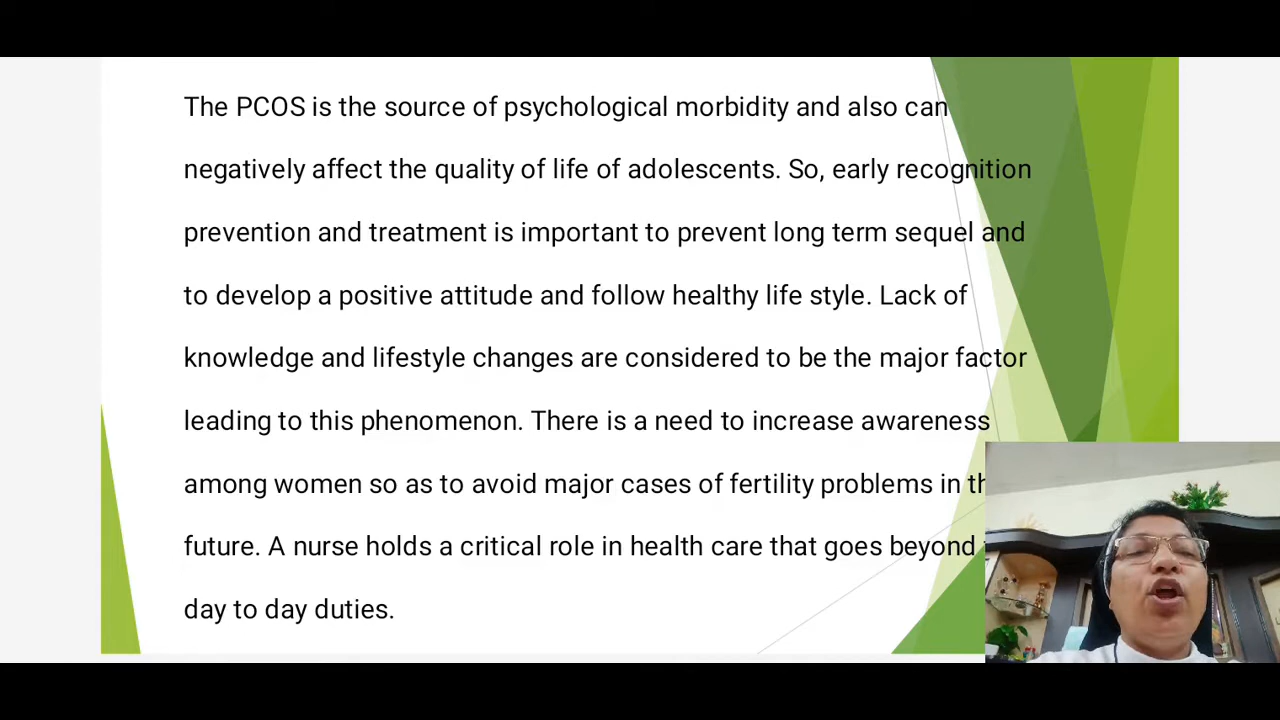 The PCOS is the source of psychological morbidity and also can
negatively affect the quality of life of adolescents. So, early recognition
prevention and treatment is important to prevent long term sequel and
to develop a positive attitude and follow healthy life style. Lack of
knowledge and lifestyle changes are considered to be the major factor
leading to this phenomenon. There is a need to increase awareness
among women so as to avoid major cases of fertility problems in
future. A nurse holds a critical role in health care that goes beyond
day to day duties.